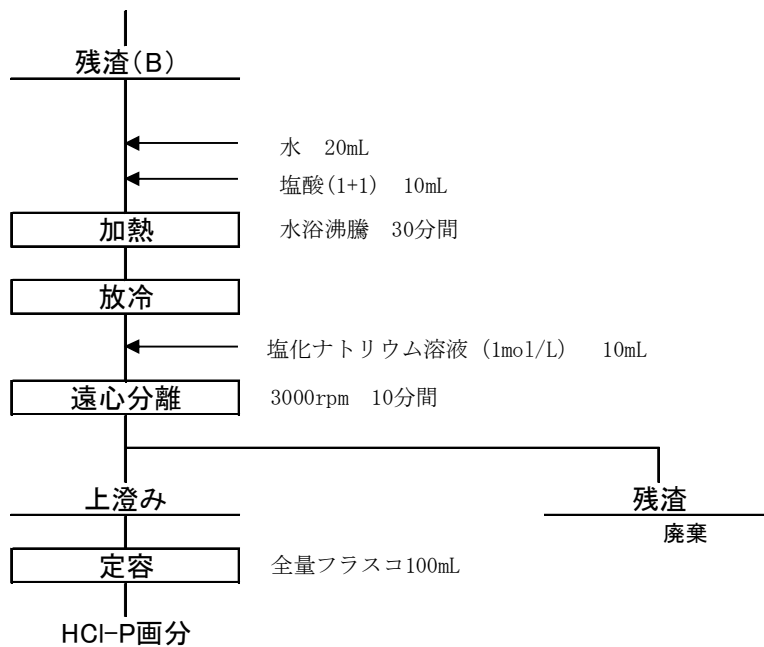 残渣(B)
水 20mL
塩酸(1+1) 10mL
加熱 水浴沸騰 30分間
放冷
塩化ナトリウム溶液 (1mol/L) 10mL
遠心分離 3000rpm 10分間
上澄み 残渣
廃棄
定容 全量フラスコ100mL
HCl-P画分